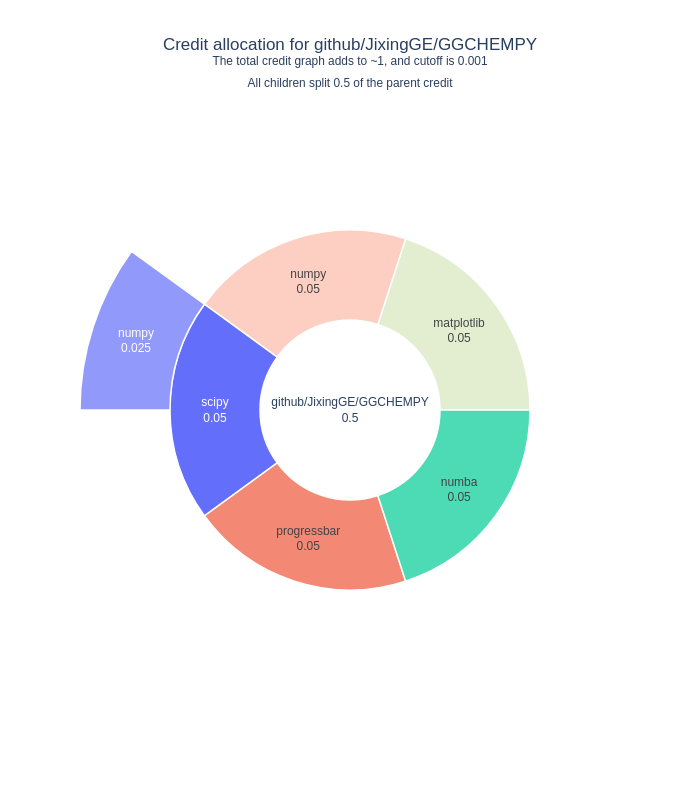 Credit allocation for github/JixingGE/GGCHEMPY
The total credit graph adds to ~1, and cutoff is 0.001
All children split 0.5 of the parent credit
numpy
0.05
matplotlib
0.05
numpy
0.025
scipy
0.05
github/JixingGE/GGCHEMPY
0.5
numba
0.05
progressbar
0.05